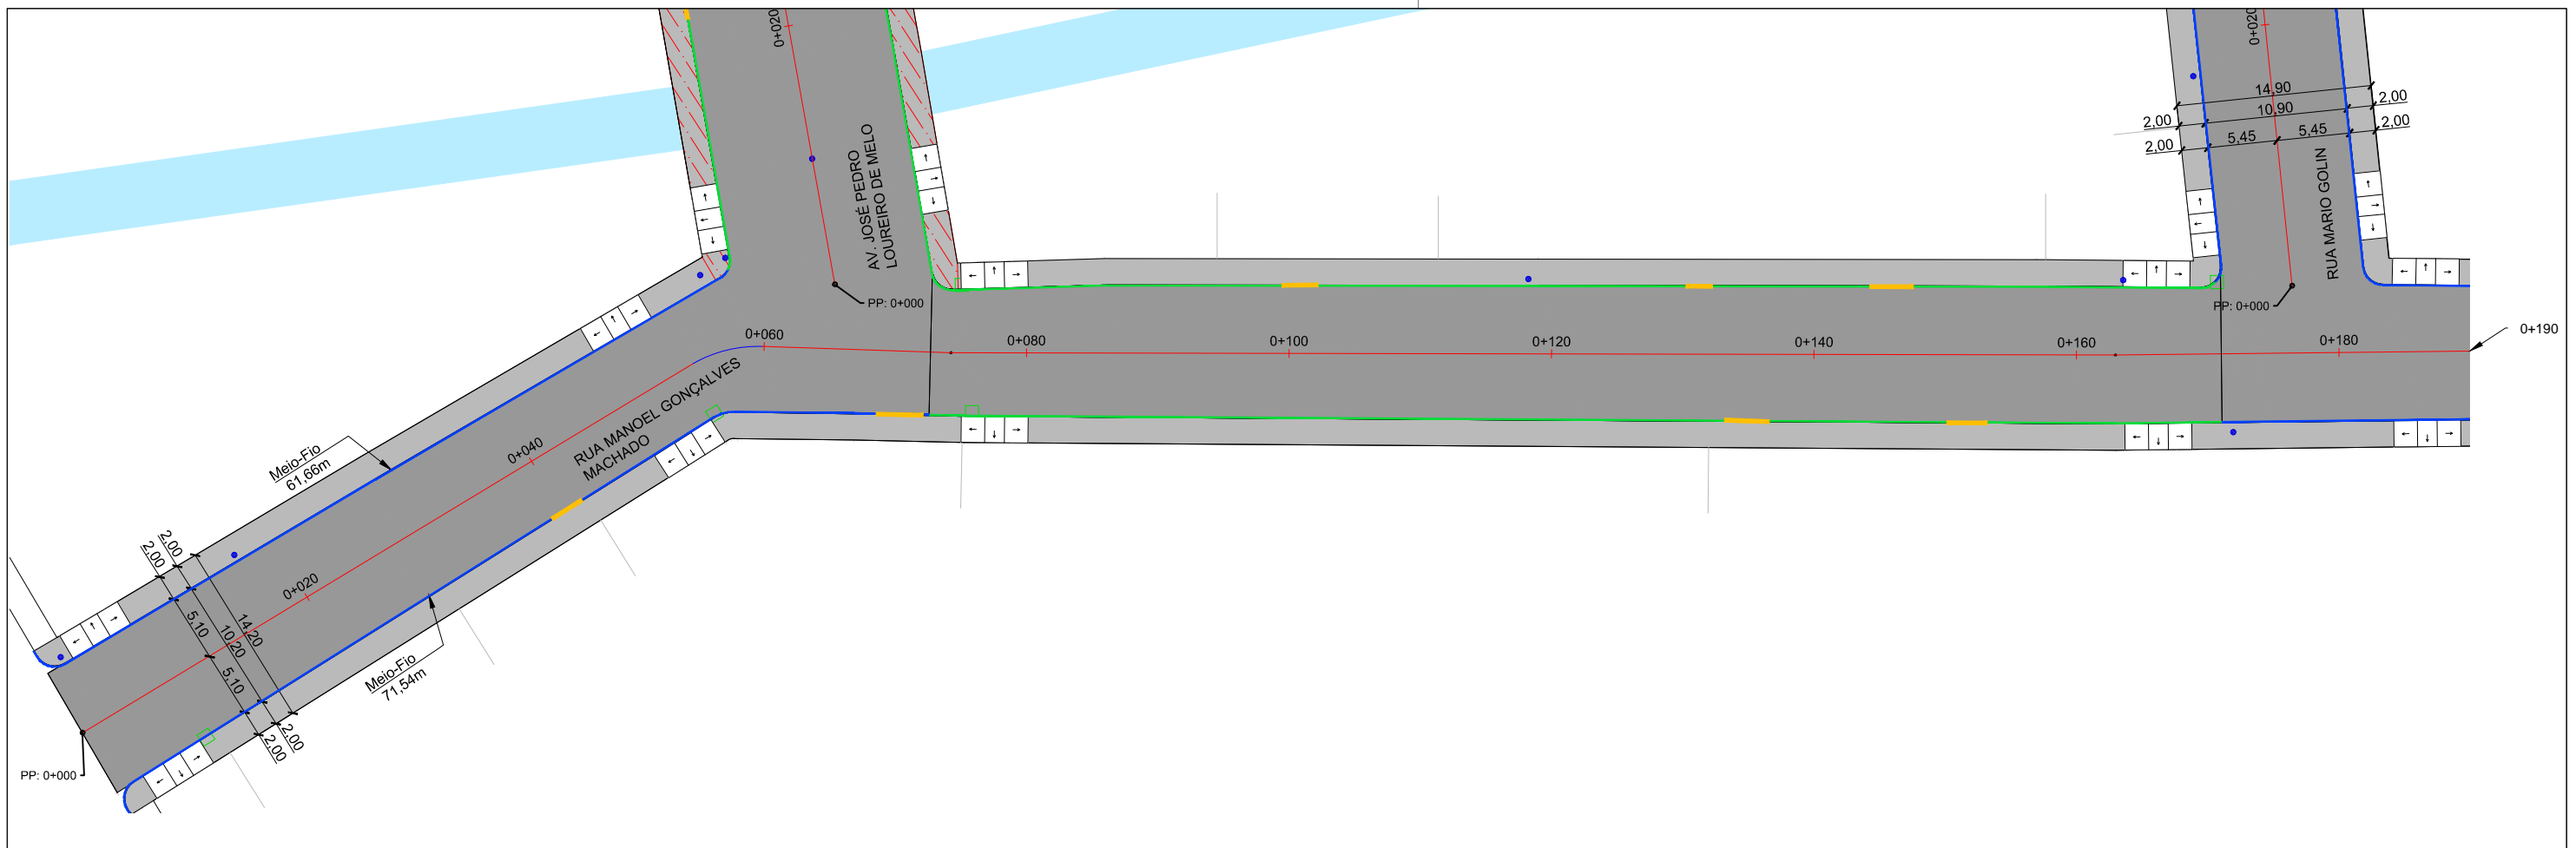 0+020
0+020
14,90
10,90
5,45
5,45
2,00
2,00
2,00
2,00
AV. JOSÉ PEDRO
LOUREIRO DE MELO
RUA MARIO GOLIN
PP: 0+000
PP: 0+000
0+060
0+080
0+100
0+120
0+140
0+160
0+180
0+190
RUA MANOEL GONÇALVES
MACHADO
0+040
Meio-Fio
61,66m
2,00
2,00
0+020
5,10
10,20
14,20
5,10
Meio-Fio
71,54m
2,00
2,00
PP: 0+000